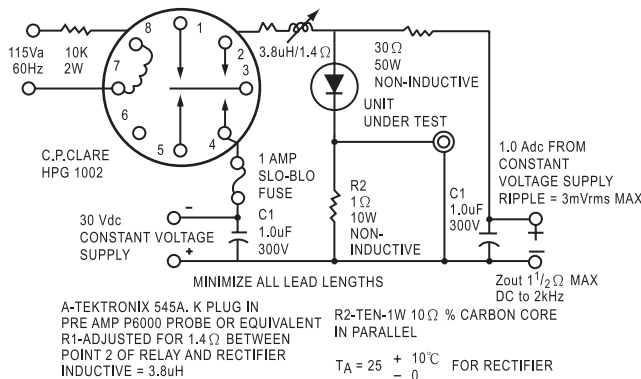 115Va
60Hz
10K
2W
8
1
7
2
3
6
5
4
C.P.CLARE
HPG 1002
3.8uH/1.4Ω
30Ω
50W
NON-INDUCTIVE
UNIT
UNDER TEST
1 AMP
SLO-BLO
FUSE
R2
1Ω
10W
NON-
INDUCTIVE
C1
1.0uF
300V
1.0 Adc FROM
CONSTANT
VOLTAGE SUPPLY
RIPPLE = 3mVrms MAX
+
−
30 Vdc
CONSTANT VOLTAGE
SUPPLY
−
+
C1
1.0uF
300V
MINIMIZE ALL LEAD LENGTHS
Zout 1 1/2 Ω MAX
DC to 2kHz
A-TEKTRONIX 545A. K PLUG IN
PRE AMP P6000 PROBE OR EQUIVALENT
R1-ADJUSTED FOR 1.4Ω BETWEEN
POINT 2 OF RELAY AND RECTIFIER
INDUCTIVE = 3.8uH
R2-TEN-1W 10Ω % CARBON CORE
IN PARALLEL
TA = 25 + 10℃ FOR RECTIFIER
− 0